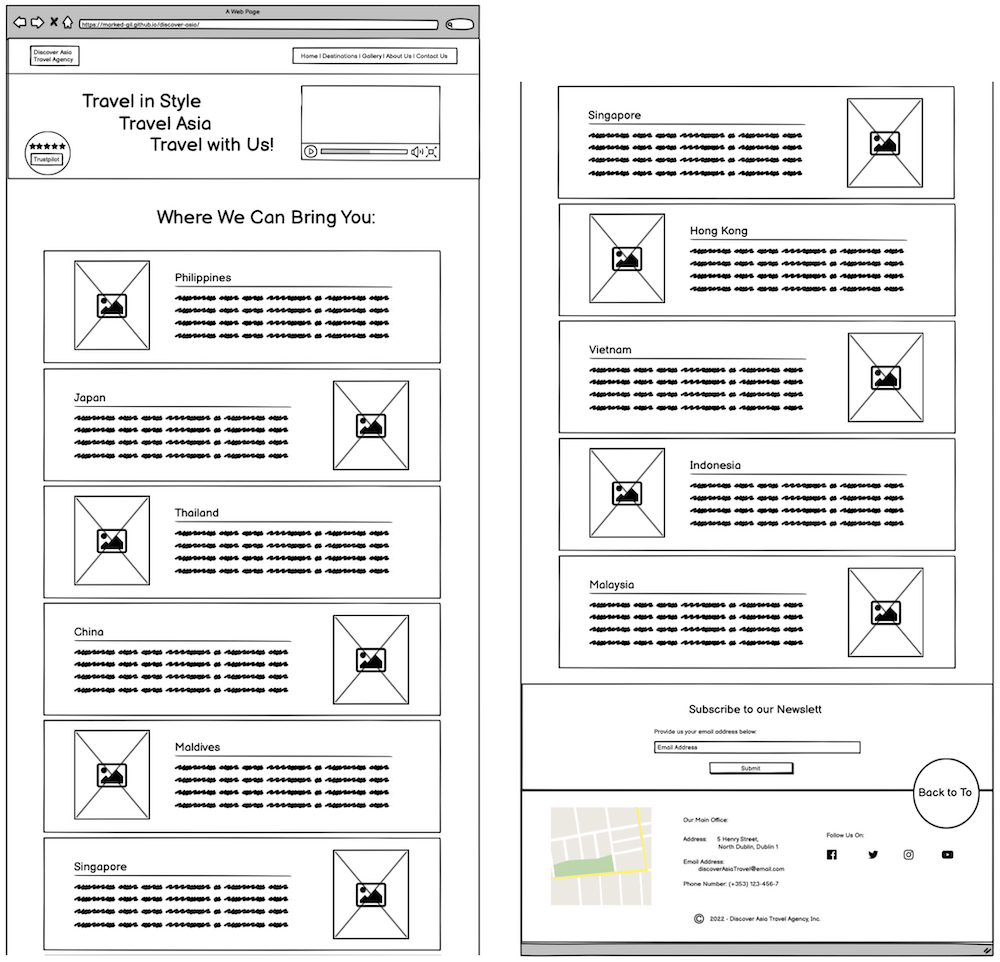 A Web Page
https://marked-gil.github.io/discover-asia/
Discover Asia
Travel Agency
Home | Destinations | Gallery | About Us | Contact Us
Travel in Style
Travel Asia
Travel with Us!
Trustpilot
Where We Can Bring You:
Philippines
Japan
Thailand
China
Maldives
Singapore
Singapore
Hong Kong
Vietnam
Indonesia
Malaysia
Subscribe to our Newslett
Provide us your email address below:
Email Address
Submit
Back to To
Our Main Office:
Address: 5 Henry Street,
North Dublin, Dublin 1
Email Address:
discoverAsiaTravel@email.com
Phone Number: (+353) 123-456-7
Follow Us On:
© 2022 - Discover Asia Travel Agency, Inc.